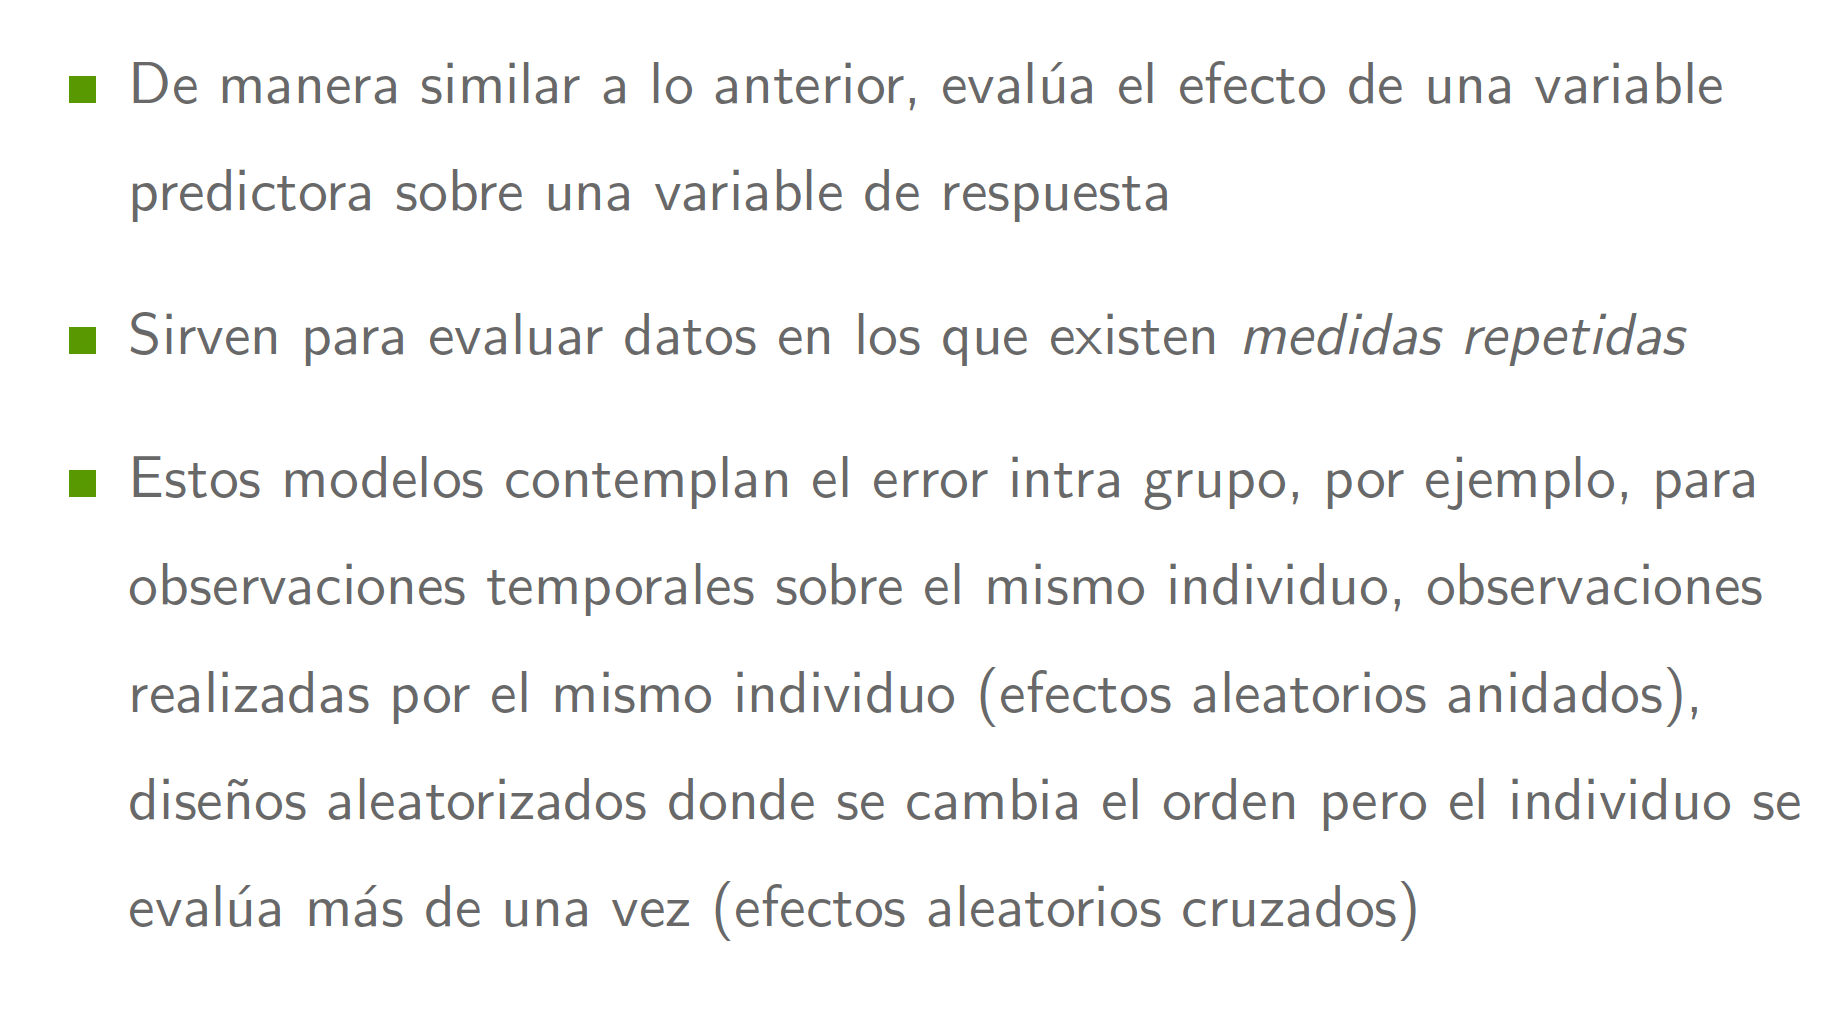 De manera similar a lo anterior, evalúa el efecto de una variable
predictora sobre una variable de respuesta
Sirven para evaluar datos en los que existen medidas repetidas
Estos modelos contemplan el error intra grupo, por ejemplo, para
observaciones temporales sobre el mismo individuo, observaciones
realizadas por el mismo individuo (efectos aleatorios anidados),
diseños aleatorizados donde se cambia el orden pero el individuo se
evalúa más de una vez (efectos aleatorios cruzados)